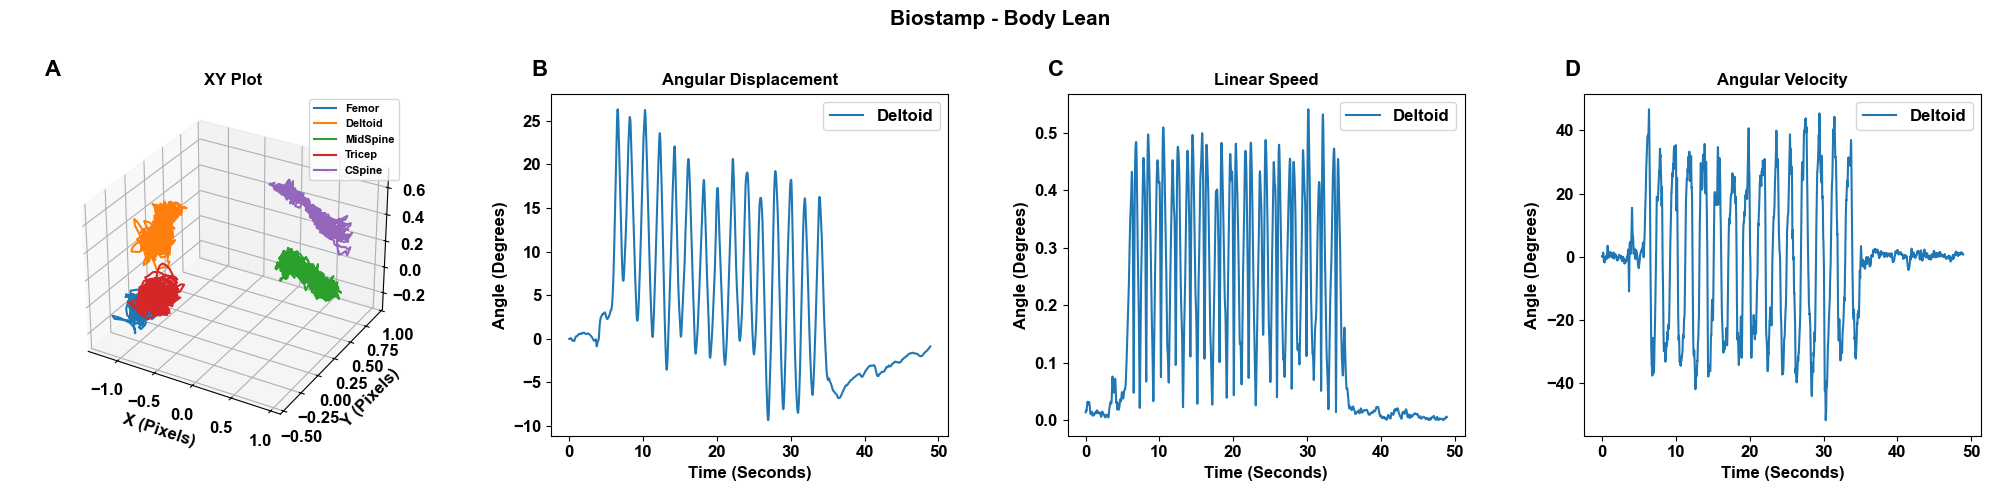 Biostamp - Body Lean
A
XY Plot
Femor
Deltoid
MidSpine
Tricep
CSpine
0.6
0.4
0.2
0.0
−0.2
1.00
0.75
0.50
0.25
0.00
−0.25
−0.50
Y (Pixels)
−1.0
−0.5
0.0
0.5
1.0
X (Pixels)
B
Angular Displacement
Deltoid
25
20
15
10
5
0
−5
−10
Angle (Degrees)
0 10 20 30 40 50
Time (Seconds)
C
Linear Speed
Deltoid
0.5
0.4
0.3
0.2
0.1
0.0
Angle (Degrees)
0 10 20 30 40 50
Time (Seconds)
D
Angular Velocity
Deltoid
40
20
0
−20
−40
Angle (Degrees)
0 10 20 30 40 50
Time (Seconds)